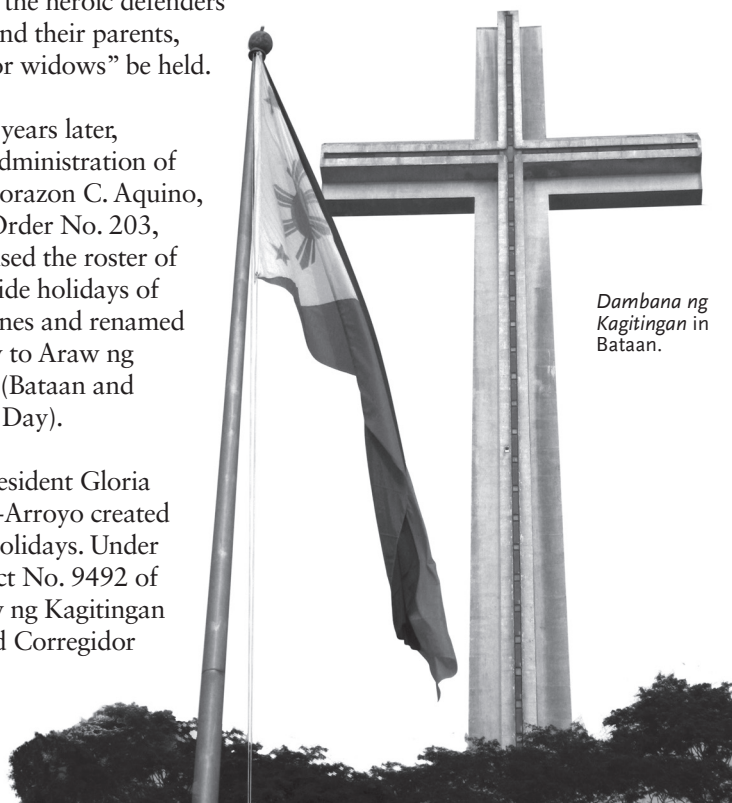 the heroic defenders
nd their parents,
or widows” be held.
years later,
dministration of
orazon C. Aquino,
Order No. 203,
sed the roster of
ide holidays of
nes and renamed
to Araw ng
(Bataan and
Day).
esident Gloria
-Arroyo created
olidays. Under
ct No. 9492 of
ng Kagitingan
d Corregidor
Dambana ng
Kagitingan in
Bataan.